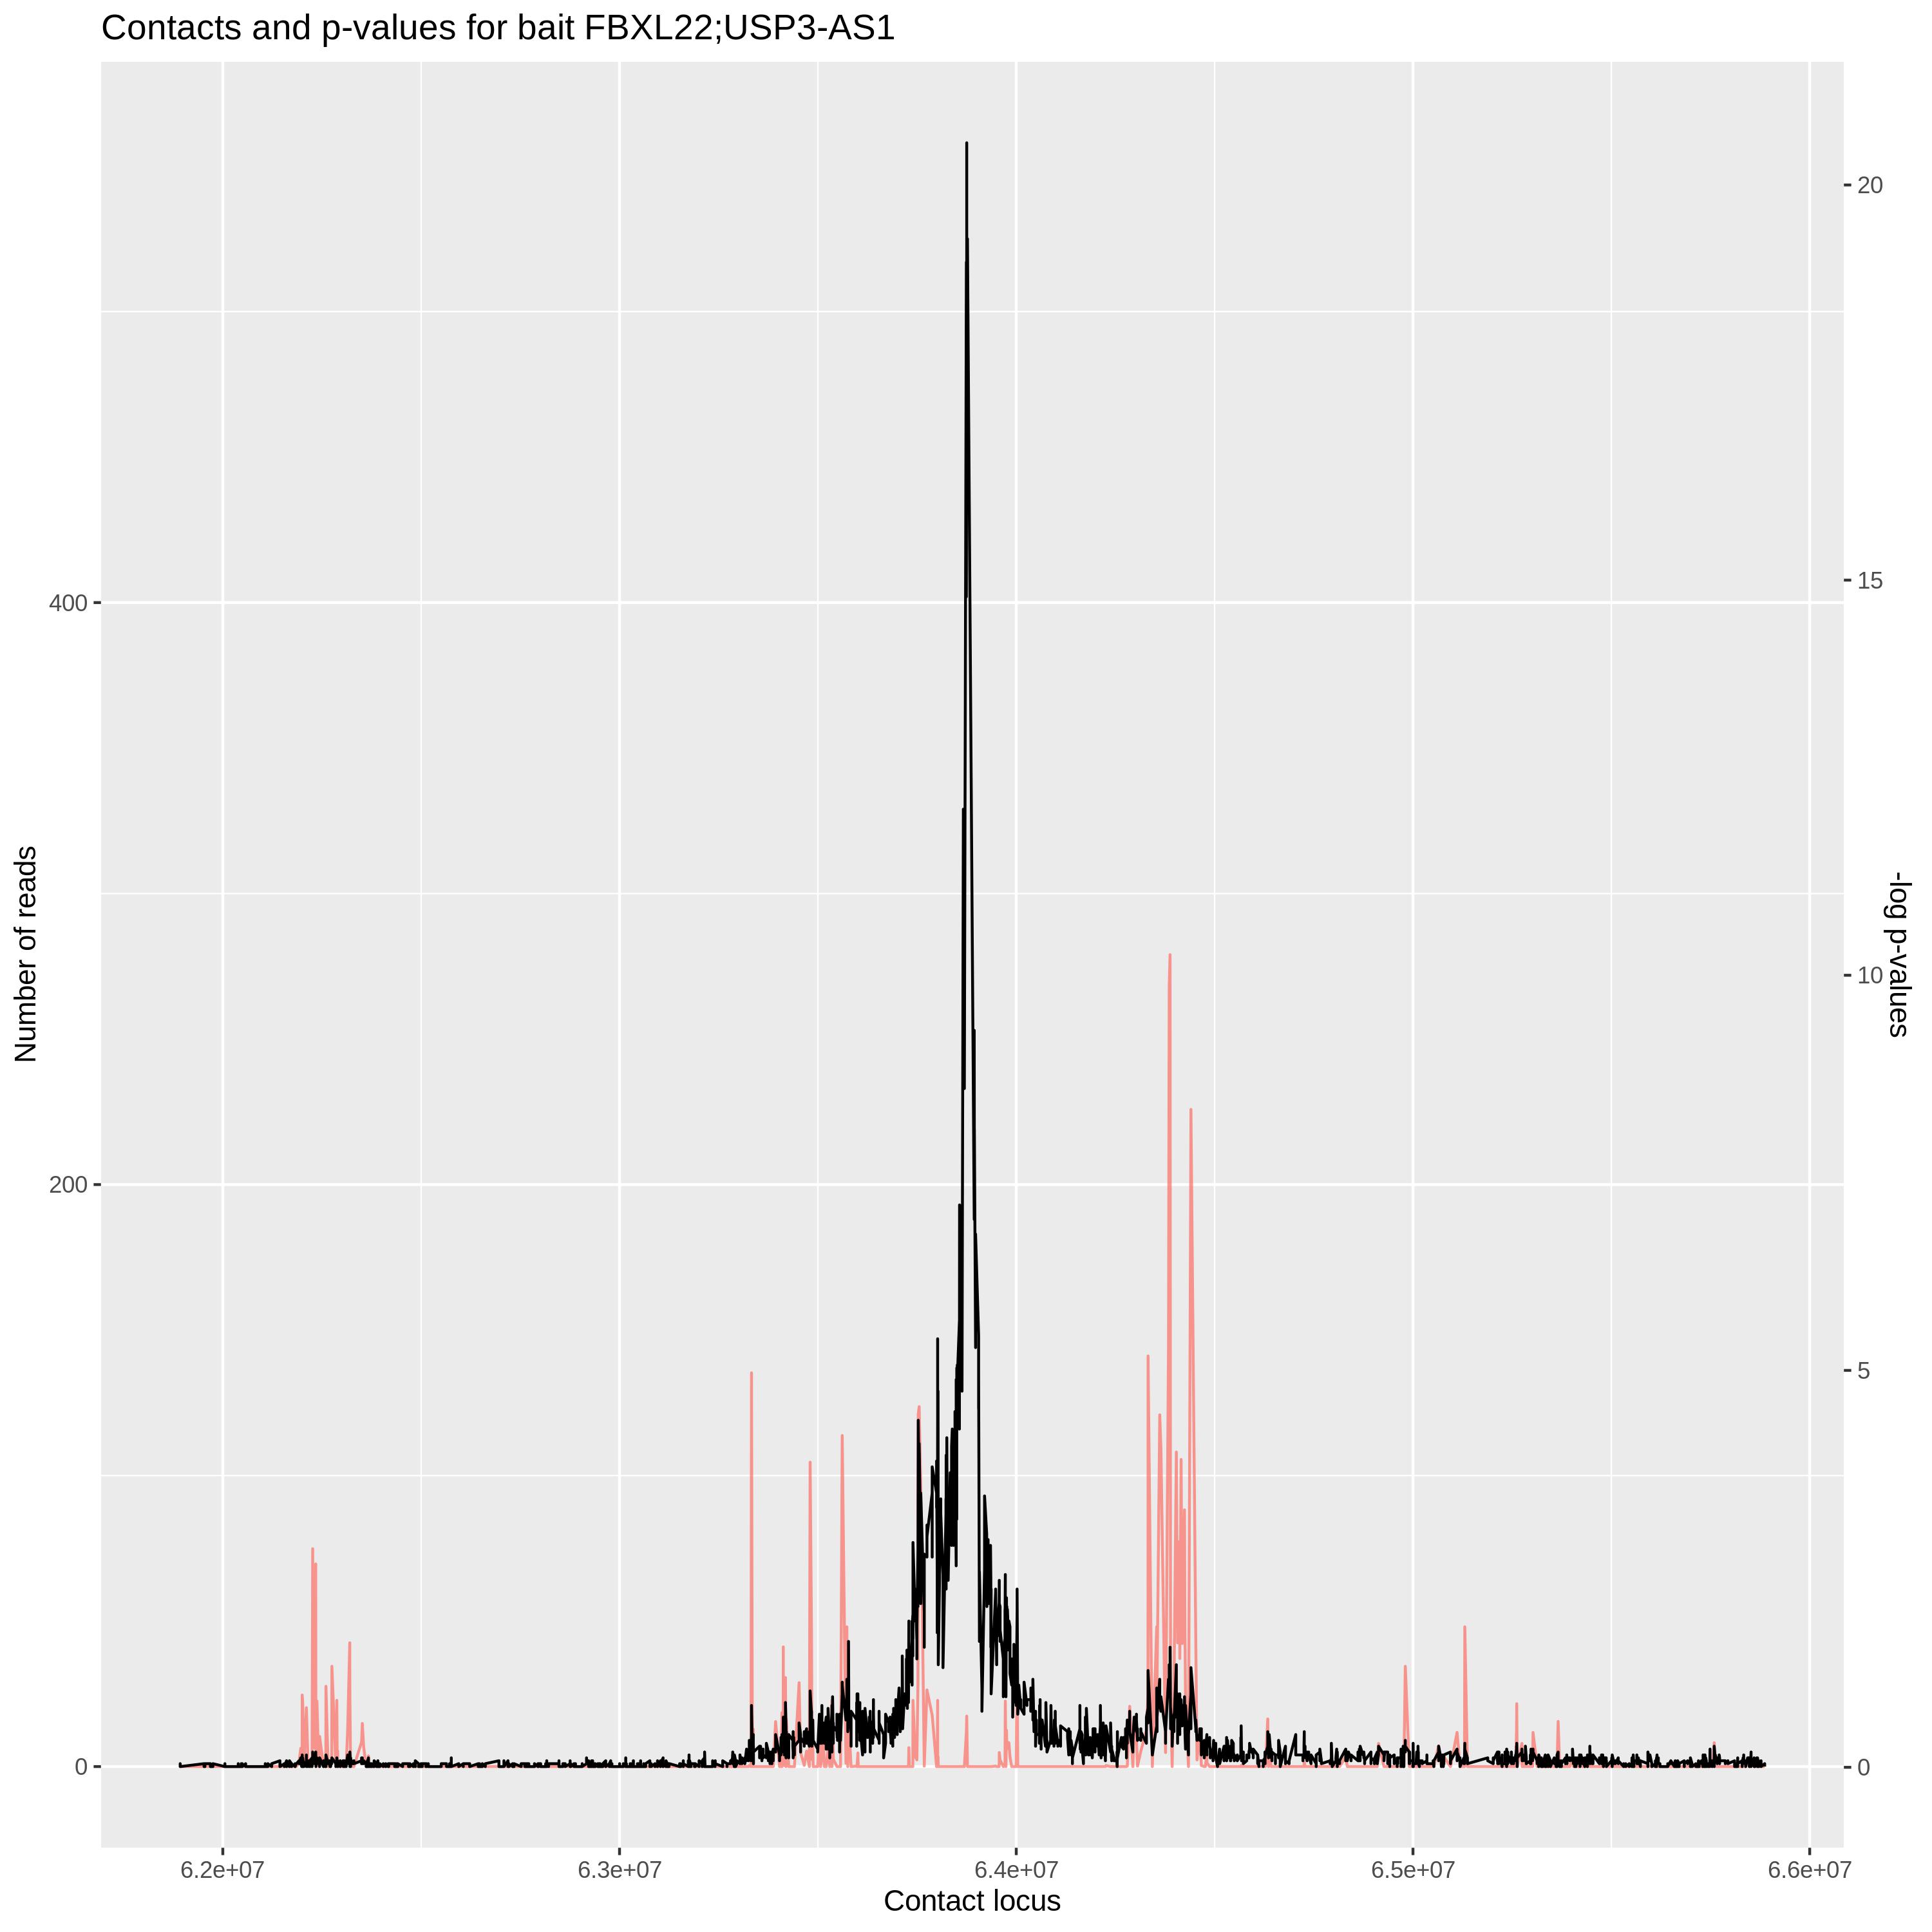 Contacts and p-values for bait FBXL22;USP3-AS1
Number of reads
400
200
0
20
15
10
5
0
-log p-values
6.2e+07
6.3e+07
6.4e+07
6.5e+07
6.6e+07
Contact locus